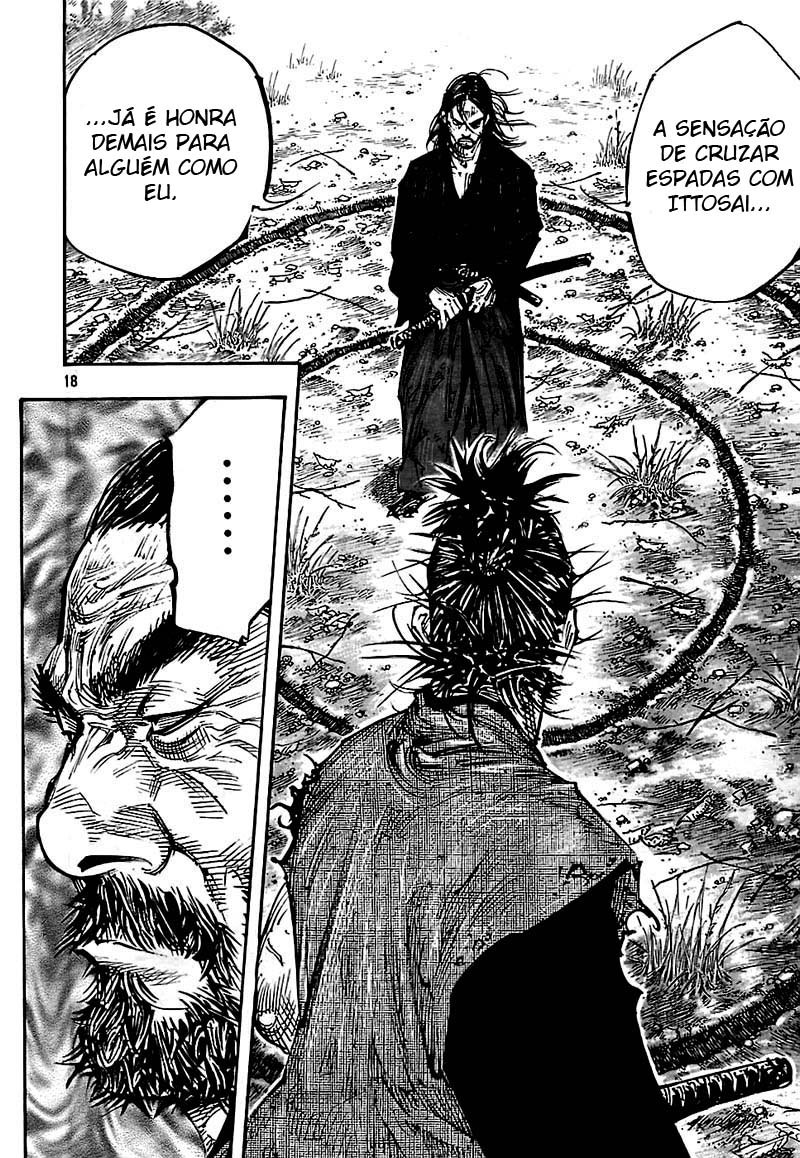 A SENSAÇÃO
DE CRUZAR
ESPADAS COM
ITTOSAI...
...JÁ É HONRA
DEMAIS PARA
ALGUÉM COMO
EU.
18
......